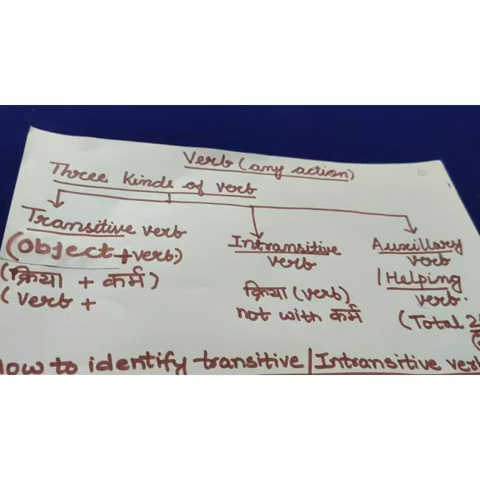 Verb (any action)
Three Kinds of verb
Transitive verb
(Object + verb)
(क्रिया + कर्म)
(verb +
Intransitive
verb
क्रिया (verb)
not with कर्म
Auxillary
verb
/Helping
verb.
(Total
How to identify transitive/Intransitive verb